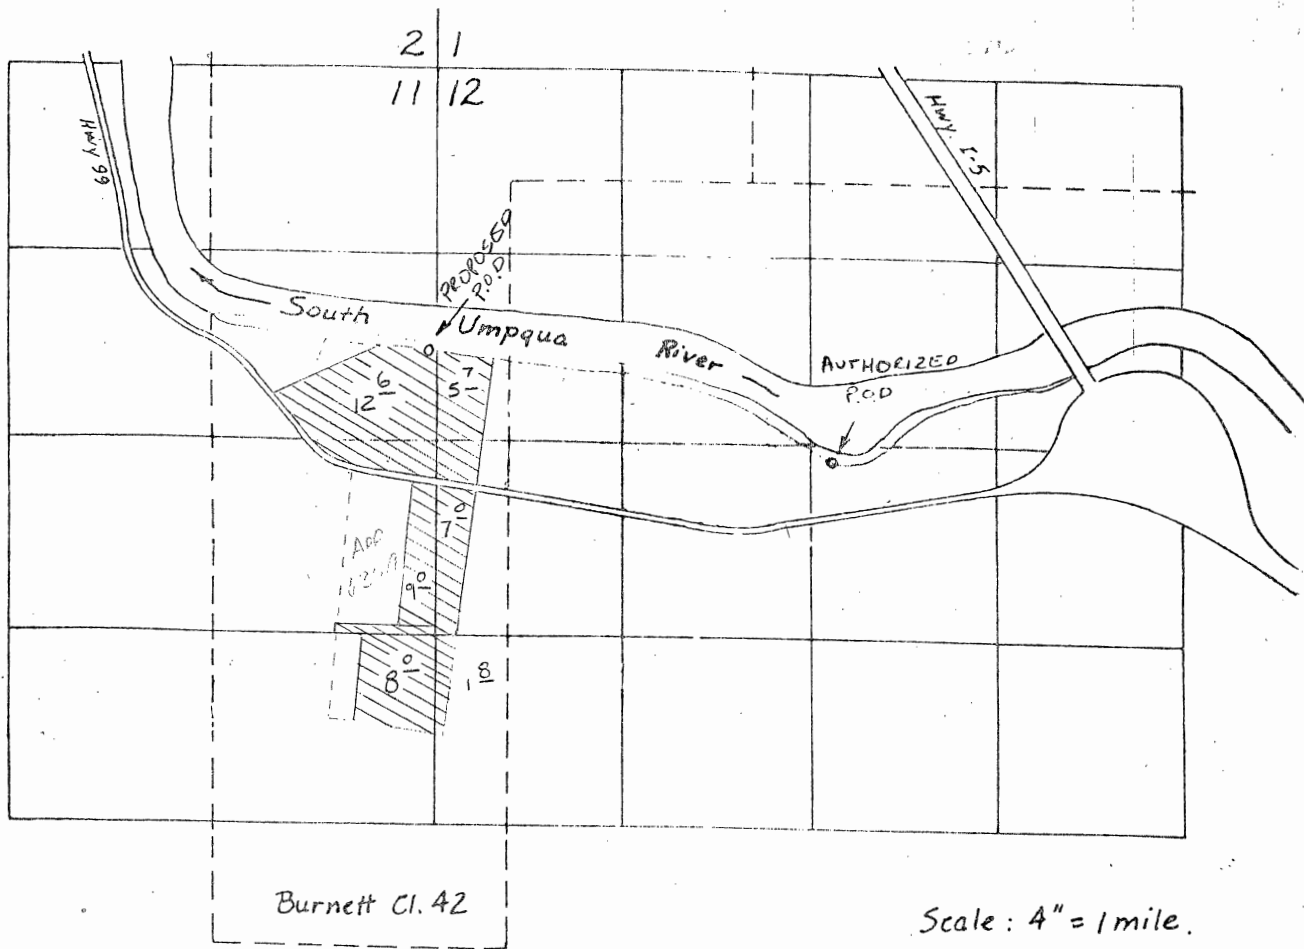 2 1
11 12
Hwy 99
Hwy. I-5
PROPOSED
P.O.D
South Umpqua River
AUTHORIZED
P.O.D
12 6
5 7
7 0
App
9 0
8 0
1 8
Burnett Cl. 42
Scale: 4" = 1 mile.